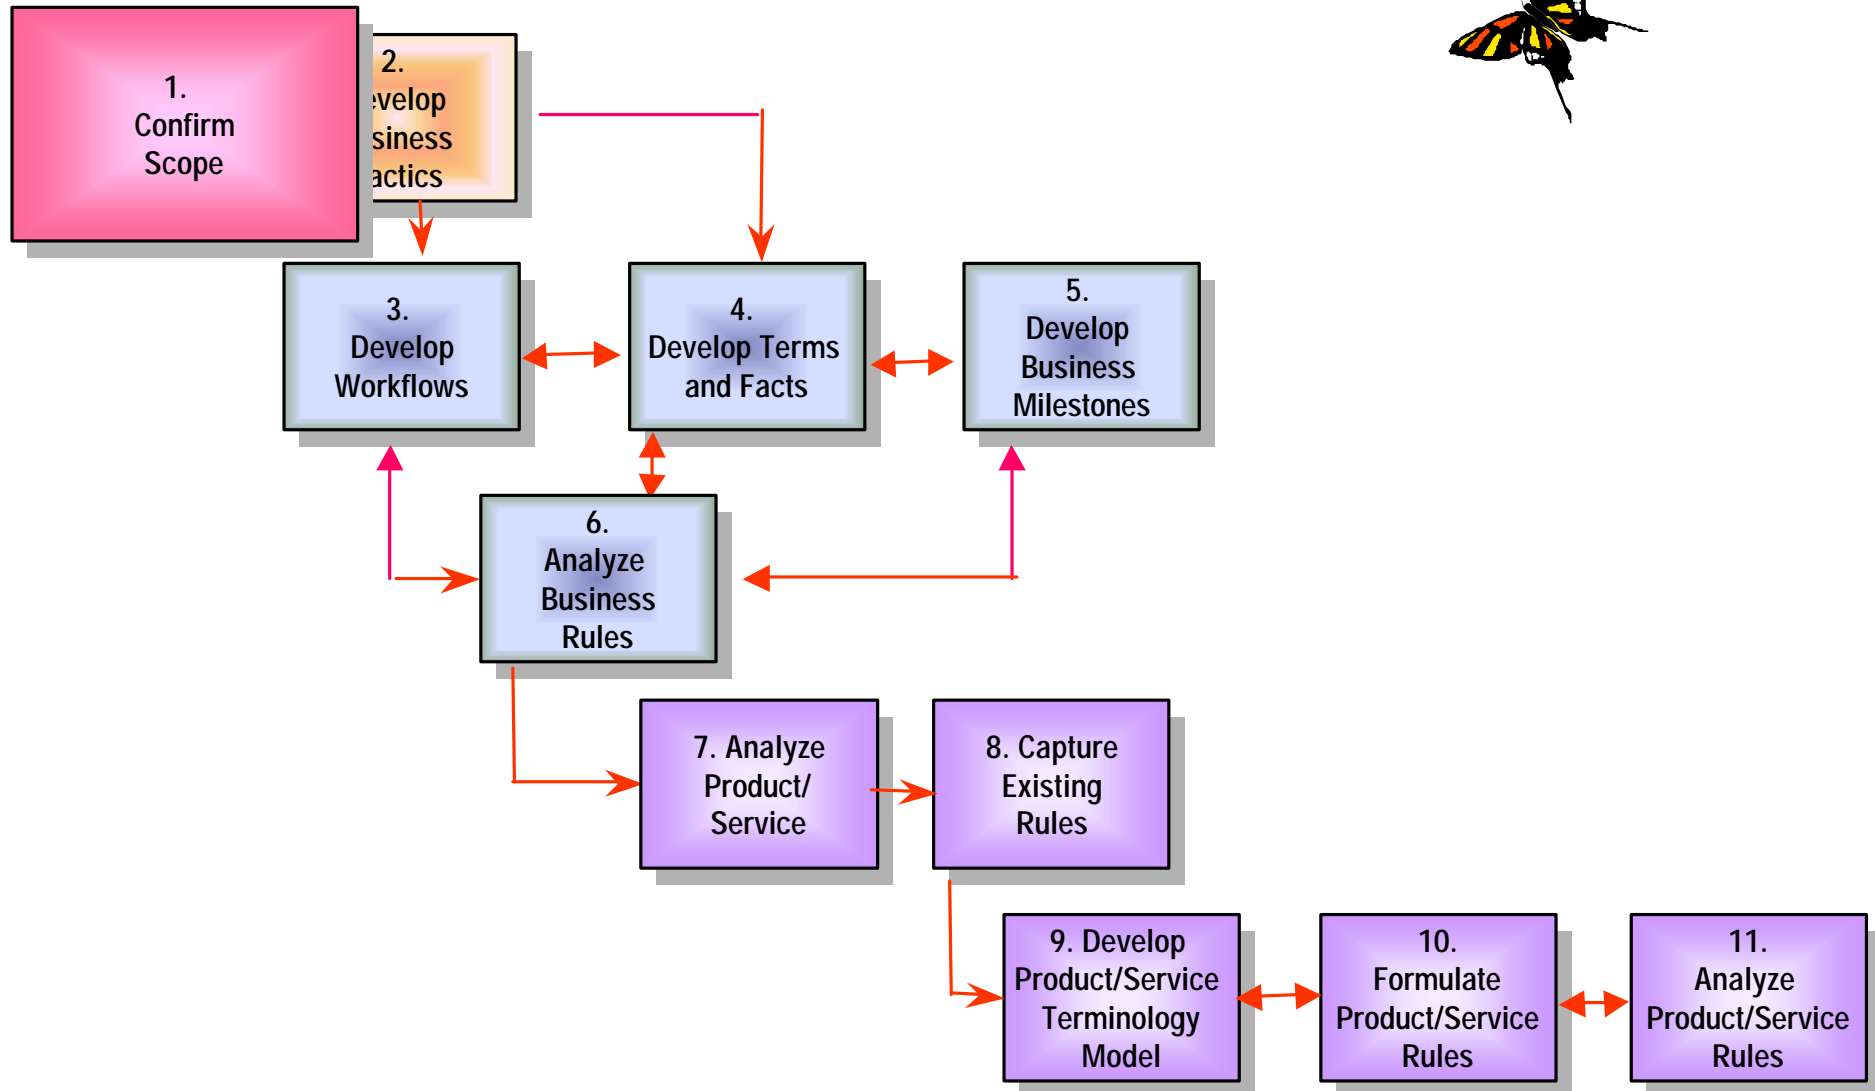 1.
Confirm
Scope
2.
evelop
siness
actics
3.
Develop
Workflows
4.
Develop Terms
and Facts
5.
Develop
Business
Milestones
6.
Analyze
Business
Rules
7. Analyze
Product/
Service
8. Capture
Existing
Rules
9. Develop
Product/Service
Terminology
Model
10.
Formulate
Product/Service
Rules
11.
Analyze
Product/Service
Rules